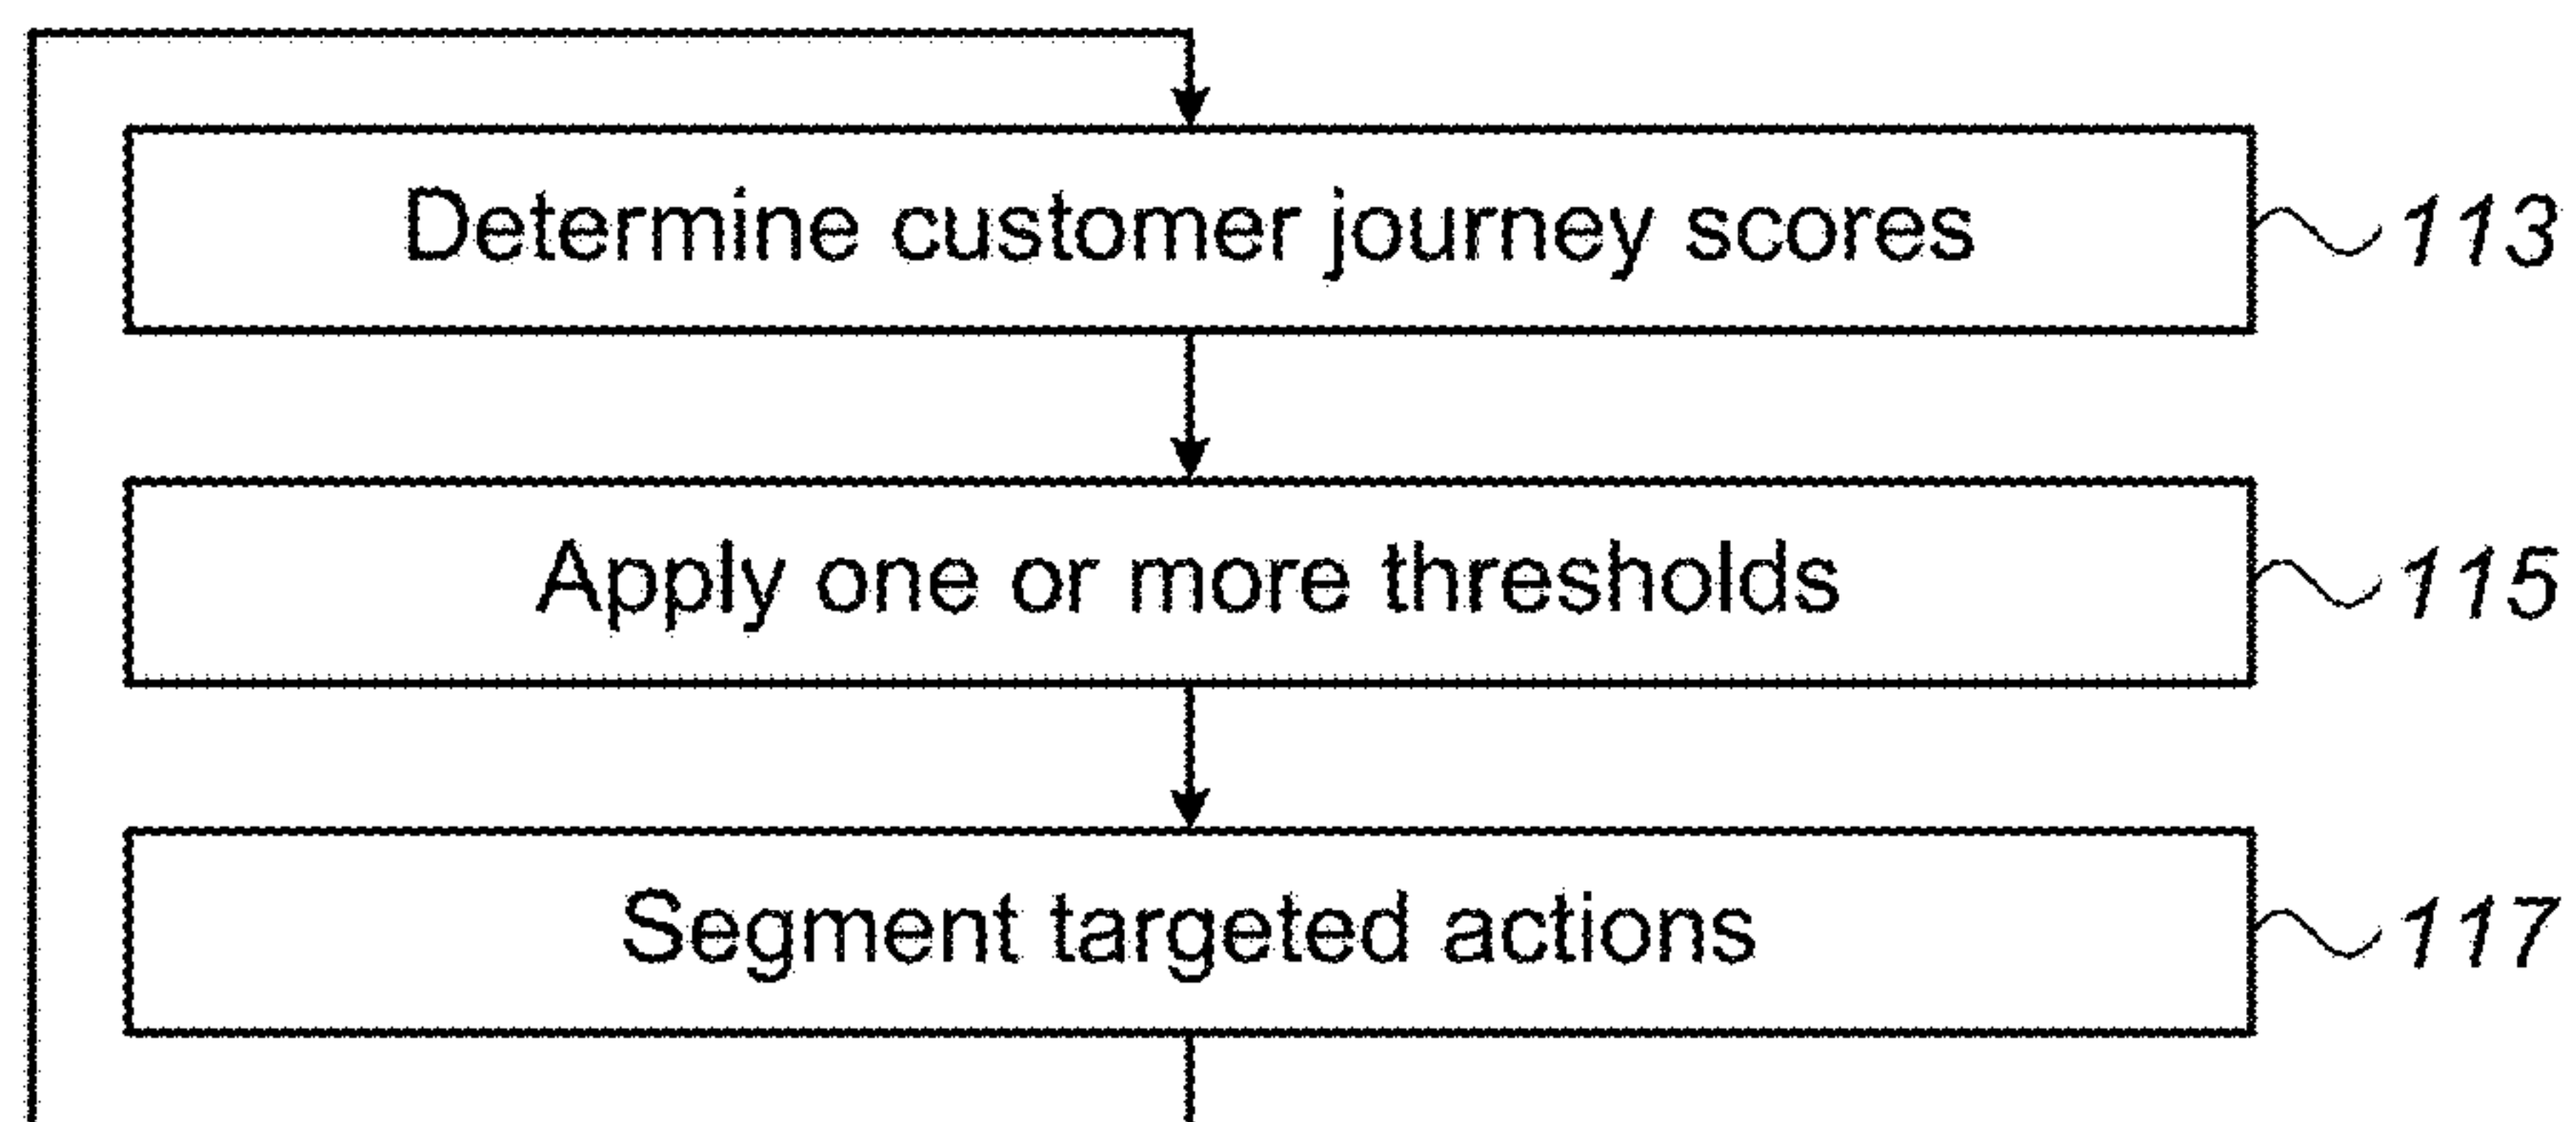 Determine customer journey scores 113
Apply one or more thresholds 115
Segment targeted actions 117